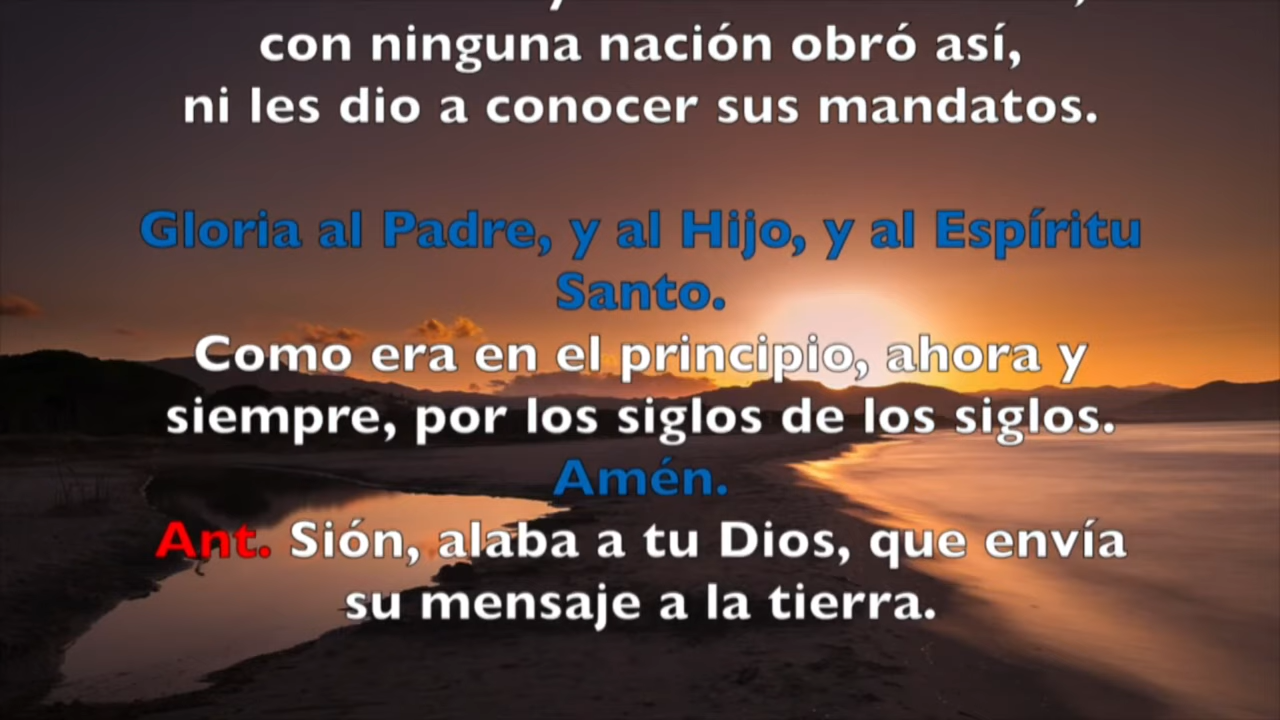 con ninguna nación obró así,
ni les dio a conocer sus mandatos.
Gloria al Padre, y al Hijo, y al Espíritu
Santo.
Como era en el principio, ahora y
siempre, por los siglos de los siglos.
Amén.
Ant. Sión, alaba a tu Dios, que envía
su mensaje a la tierra.